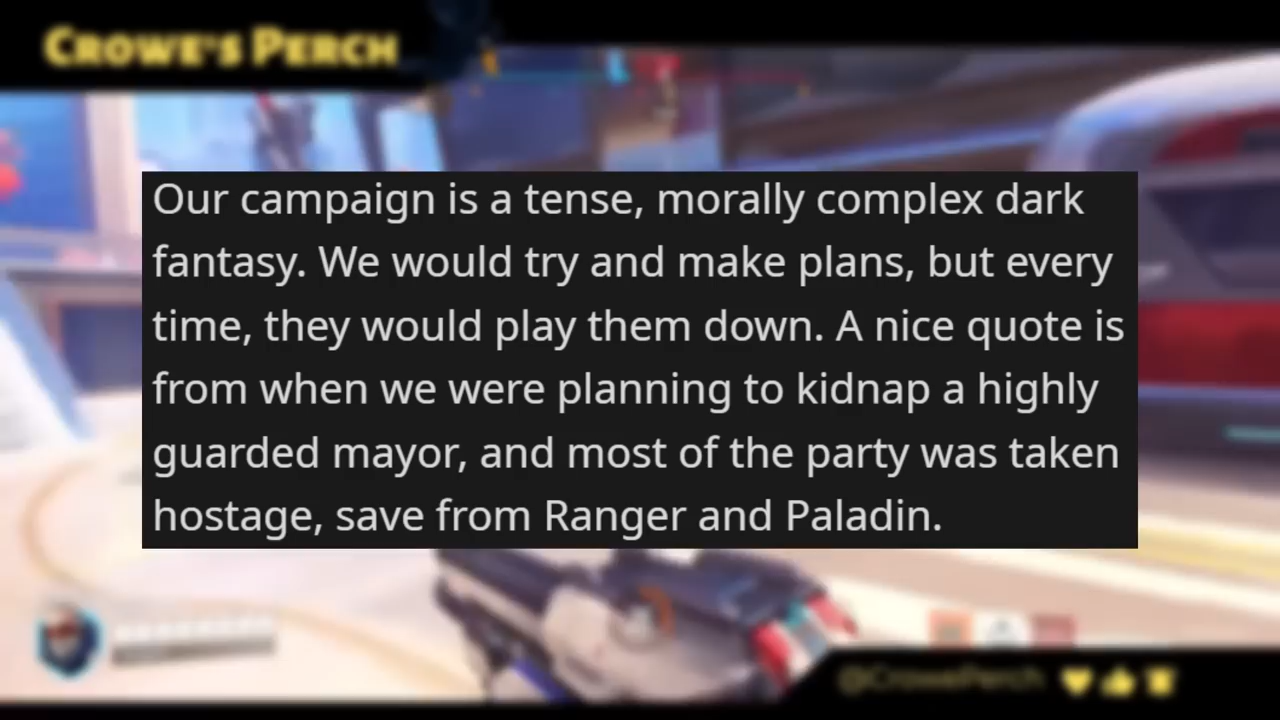 CROWE'S PERCH
Our campaign is a tense, morally complex dark
fantasy. We would try and make plans, but every
time, they would play them down. A nice quote is
from when we were planning to kidnap a highly
guarded mayor, and most of the party was taken
hostage, save from Ranger and Paladin.
@CrowePerch